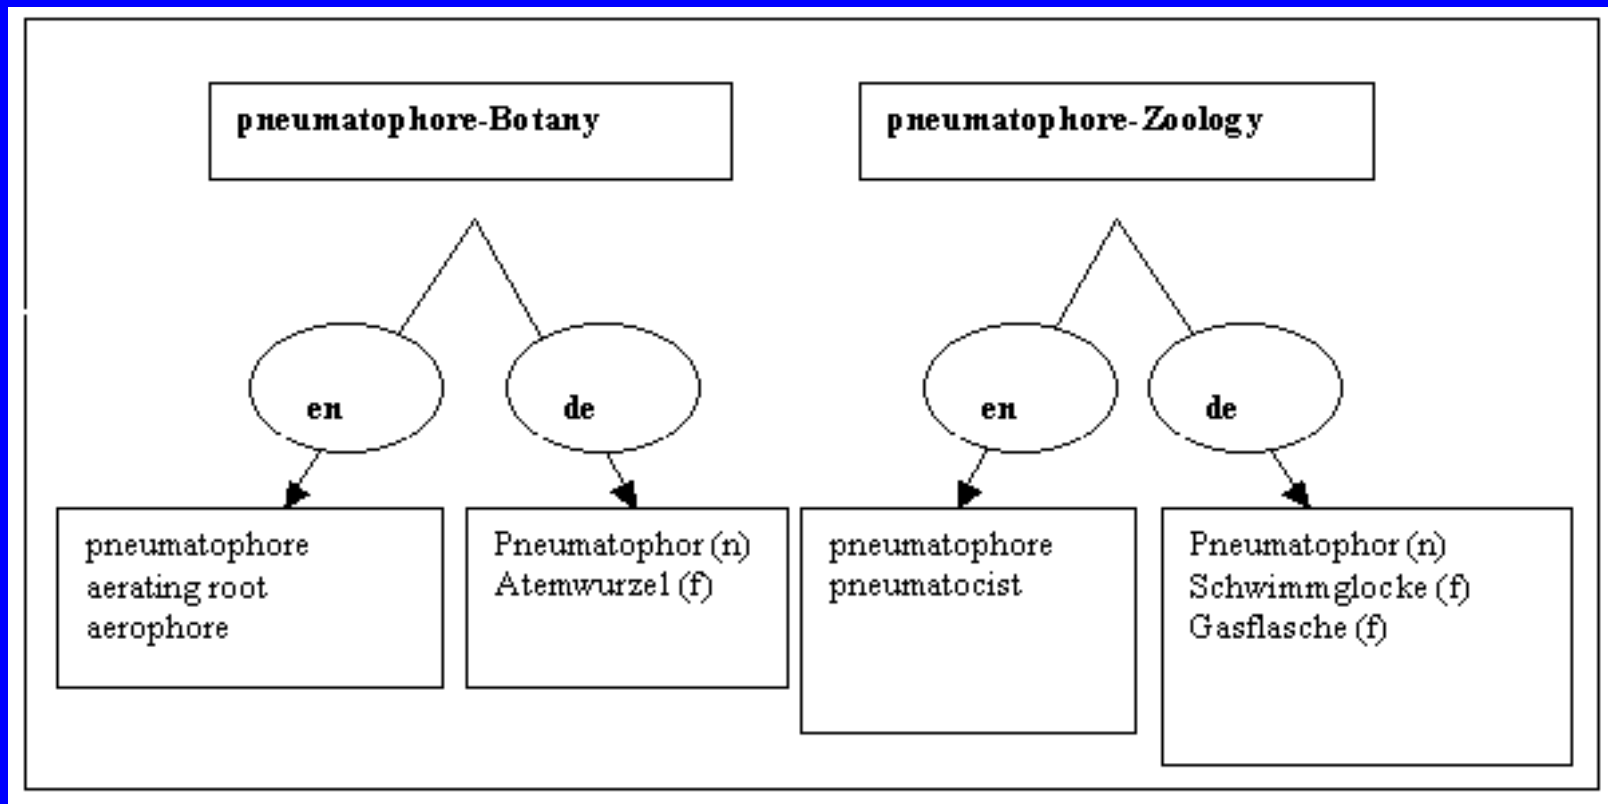 pneumatophore-Botany
pneumatophore-Zoology
en
de
en
de
pneumatophore
aerating root
aerophore
Pneumatophor (n)
Atemwurzel (f)
pneumatophore
pneumatocist
Pneumatophor (n)
Schwimmglocke (f)
Gasflasche (f)